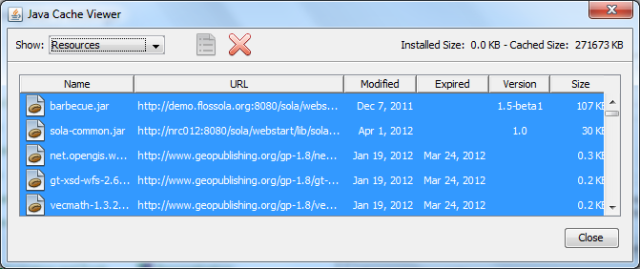 Java Cache Viewer
Show: Resources Installed Size: 0.0 KB - Cached Size: 271673 KB
Name URL Modified Expired Version Size
barbecue.jar http://demo.flossola.org:8080/sola/webs... Dec 7, 2011 1.5-beta1 107 KB
sola-common.jar http://nrc012:8080/sola/webstart/lib/sola... Apr 1, 2012 1.0 30 KB
net.opengis.w... http://www.geopublishing.org/gp-1.8/ne... Jan 19, 2012 Mar 24, 2012 0.3 KB
gt-xsd-wfs-2.6... http://www.geopublishing.org/gp-1.8/gt-... Jan 19, 2012 Mar 24, 2012 0.2 KB
vecmath-1.3.2... http://www.geopublishing.org/gp-1.8/ve... Jan 19, 2012 Mar 24, 2012 0.2 KB
Close